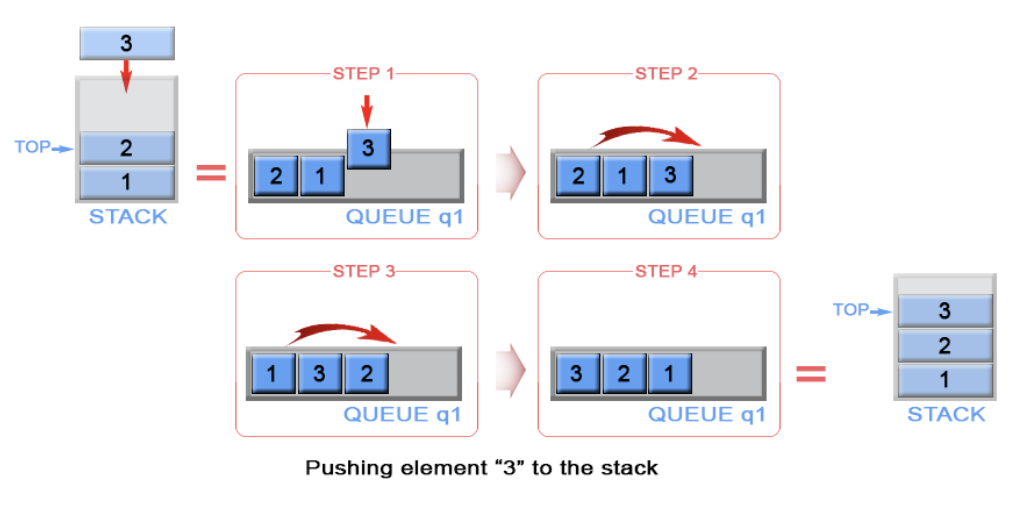 3
TOP
2
1
STACK
STEP 1
3
2 1
QUEUE q1
STEP 2
2 1 3
QUEUE q1
STEP 3
1 3 2
QUEUE q1
STEP 4
3 2 1
QUEUE q1
TOP
3
2
1
STACK
Pushing element “3” to the stack